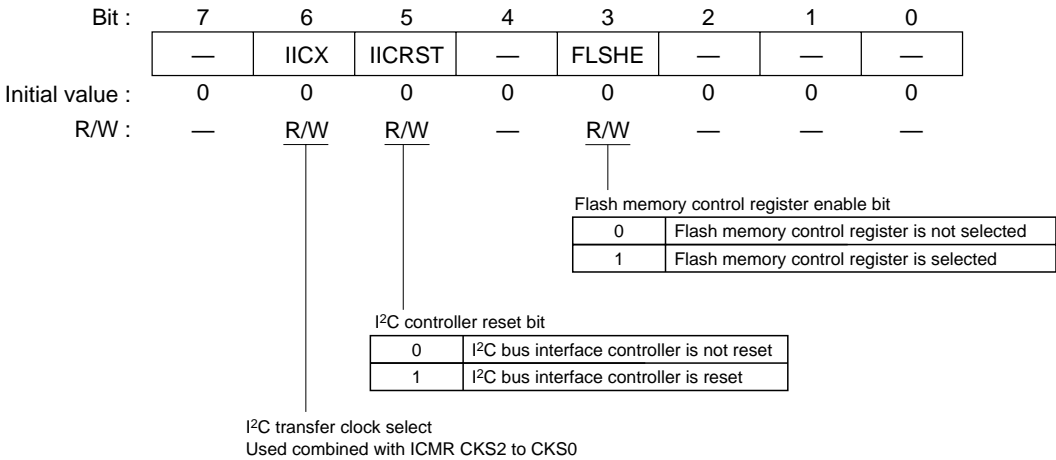 Bit : 7 6 5 4 3 2 1 0
— IICX IICRST — FLSHE — — —
Initial value : 0 0 0 0 0 0 0 0
R/W : — R/W R/W — R/W — — —
Flash memory control register enable bit
0 Flash memory control register is not selected
1 Flash memory control register is selected
I²C controller reset bit
0 I²C bus interface controller is not reset
1 I²C bus interface controller is reset
I²C transfer clock select
Used combined with ICMR CKS2 to CKS0